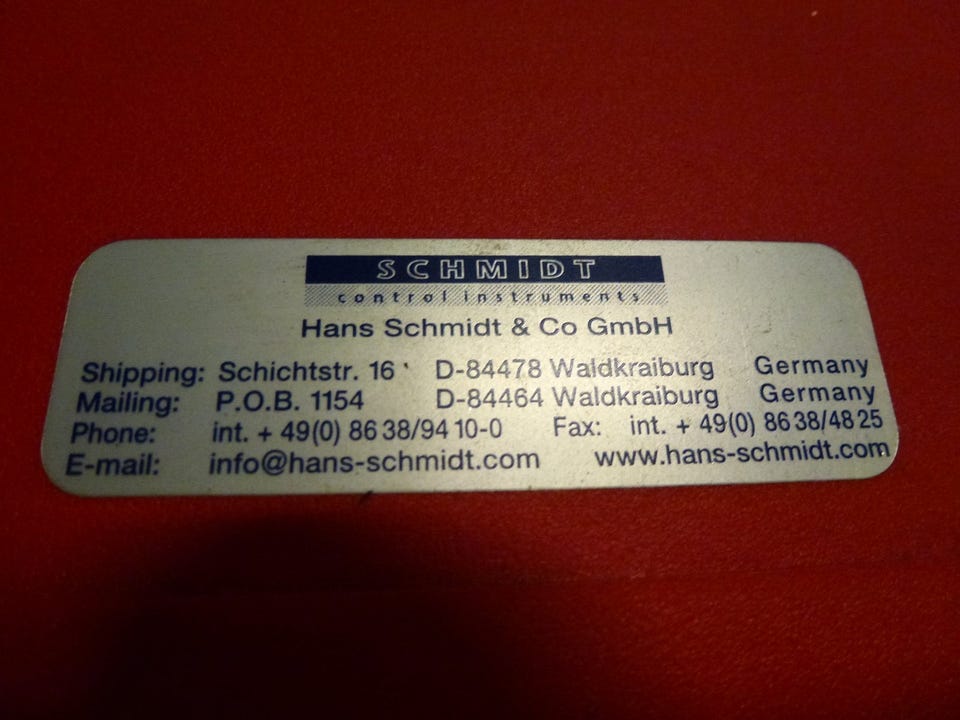 SCHMIDT
control instruments
Hans Schmidt & Co GmbH
Shipping: Schichtstr. 16 D-84478 Waldkraiburg Germany
Mailing: P.O.B. 1154 D-84464 Waldkraiburg Germany
Phone: int. + 49(0) 86 38/94 10-0 Fax: int. + 49(0) 86 38/48 25
E-mail: info@hans-schmidt.com www.hans-schmidt.com